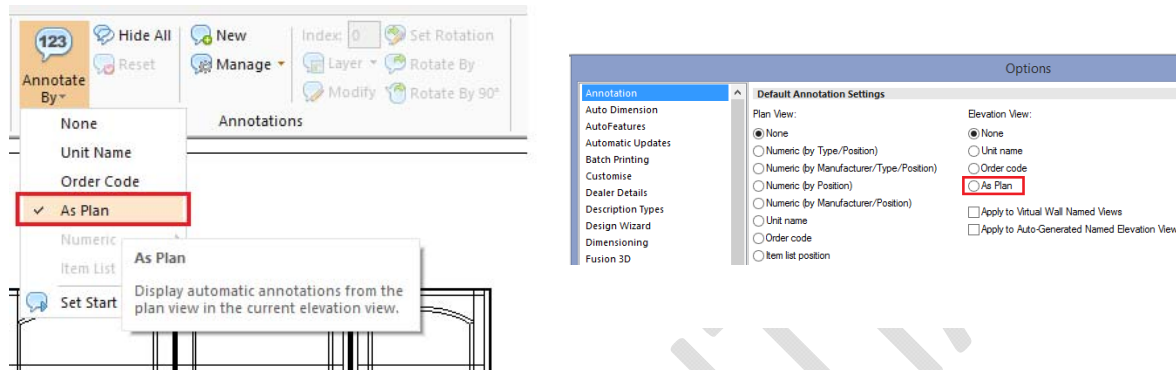 123
Annotate
By
Hide All
Reset
New
Manage
Index: 0
Layer
Modify
Set Rotation
Rotate By
Rotate By 90°
Annotations
None
Unit Name
Order Code
✓ As Plan
Numeric
Item List
Set Start
As Plan
Display automatic annotations from the
plan view in the current elevation view.
Options
Annotation
Auto Dimension
AutoFeatures
Automatic Updates
Batch Printing
Customise
Dealer Details
Description Types
Design Wizard
Dimensioning
Fusion 3D
Default Annotation Settings
Plan View:
None
Numeric (by Type/Position)
Numeric (by Manufacturer/Type/Position)
Numeric (by Position)
Numeric (by Manufacturer/Position)
Unit name
Order code
Item list position
Elevation View:
None
Unit name
Order code
As Plan
Apply to Virtual Wall Named Views
Apply to Auto-Generated Named Elevation View